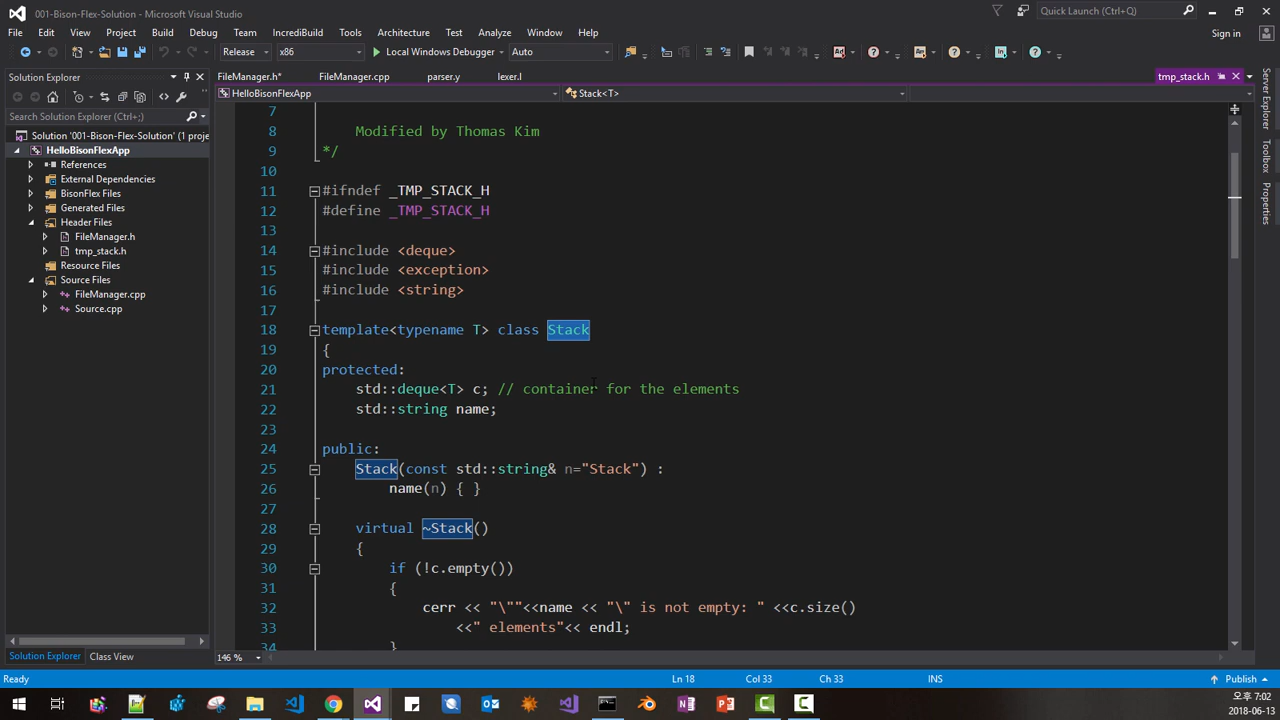 001-Bison-Flex-Solution - Microsoft Visual Studio
Quick Launch (Ctrl+Q)
File Edit View Project Build Debug Team IncrediBuild Tools Architecture Test Analyze Window Help
Sign in
Release x86 Local Windows Debugger Auto
Solution Explorer
FileManager.h* FileManager.cpp parser.y lexer.l tmp_stack.h
HelloBisonFlexApp Stack<T>
Search Solution Explorer (Ctrl+;)
Solution '001-Bison-Flex-Solution' (1 proje
HelloBisonFlexApp
References
External Dependencies
BisonFlex Files
Generated Files
Header Files
FileManager.h
tmp_stack.h
Resource Files
Source Files
FileManager.cpp
Source.cpp
Solution Explorer Class View
7
8 Modified by Thomas Kim
9 */
10
11 #ifndef _TMP_STACK_H
12 #define _TMP_STACK_H
13
14 #include <deque>
15 #include <exception>
16 #include <string>
17
18 template<typename T> class Stack
19 {
20 protected:
21 std::deque<T> c; // container for the elements
22 std::string name;
23
24 public:
25 Stack(const std::string& n="Stack") :
26 name(n) { }
27
28 virtual ~Stack()
29 {
30 if (!c.empty())
31 {
32 cerr << "\""<<name << "\" is not empty: " <<c.size()
33 <<" elements"<< endl;
34 }
146 %
Server Explorer
Toolbox
Properties
Ready Ln 18 Col 33 Ch 33 INS Publish
오후 7:02
2018-06-13